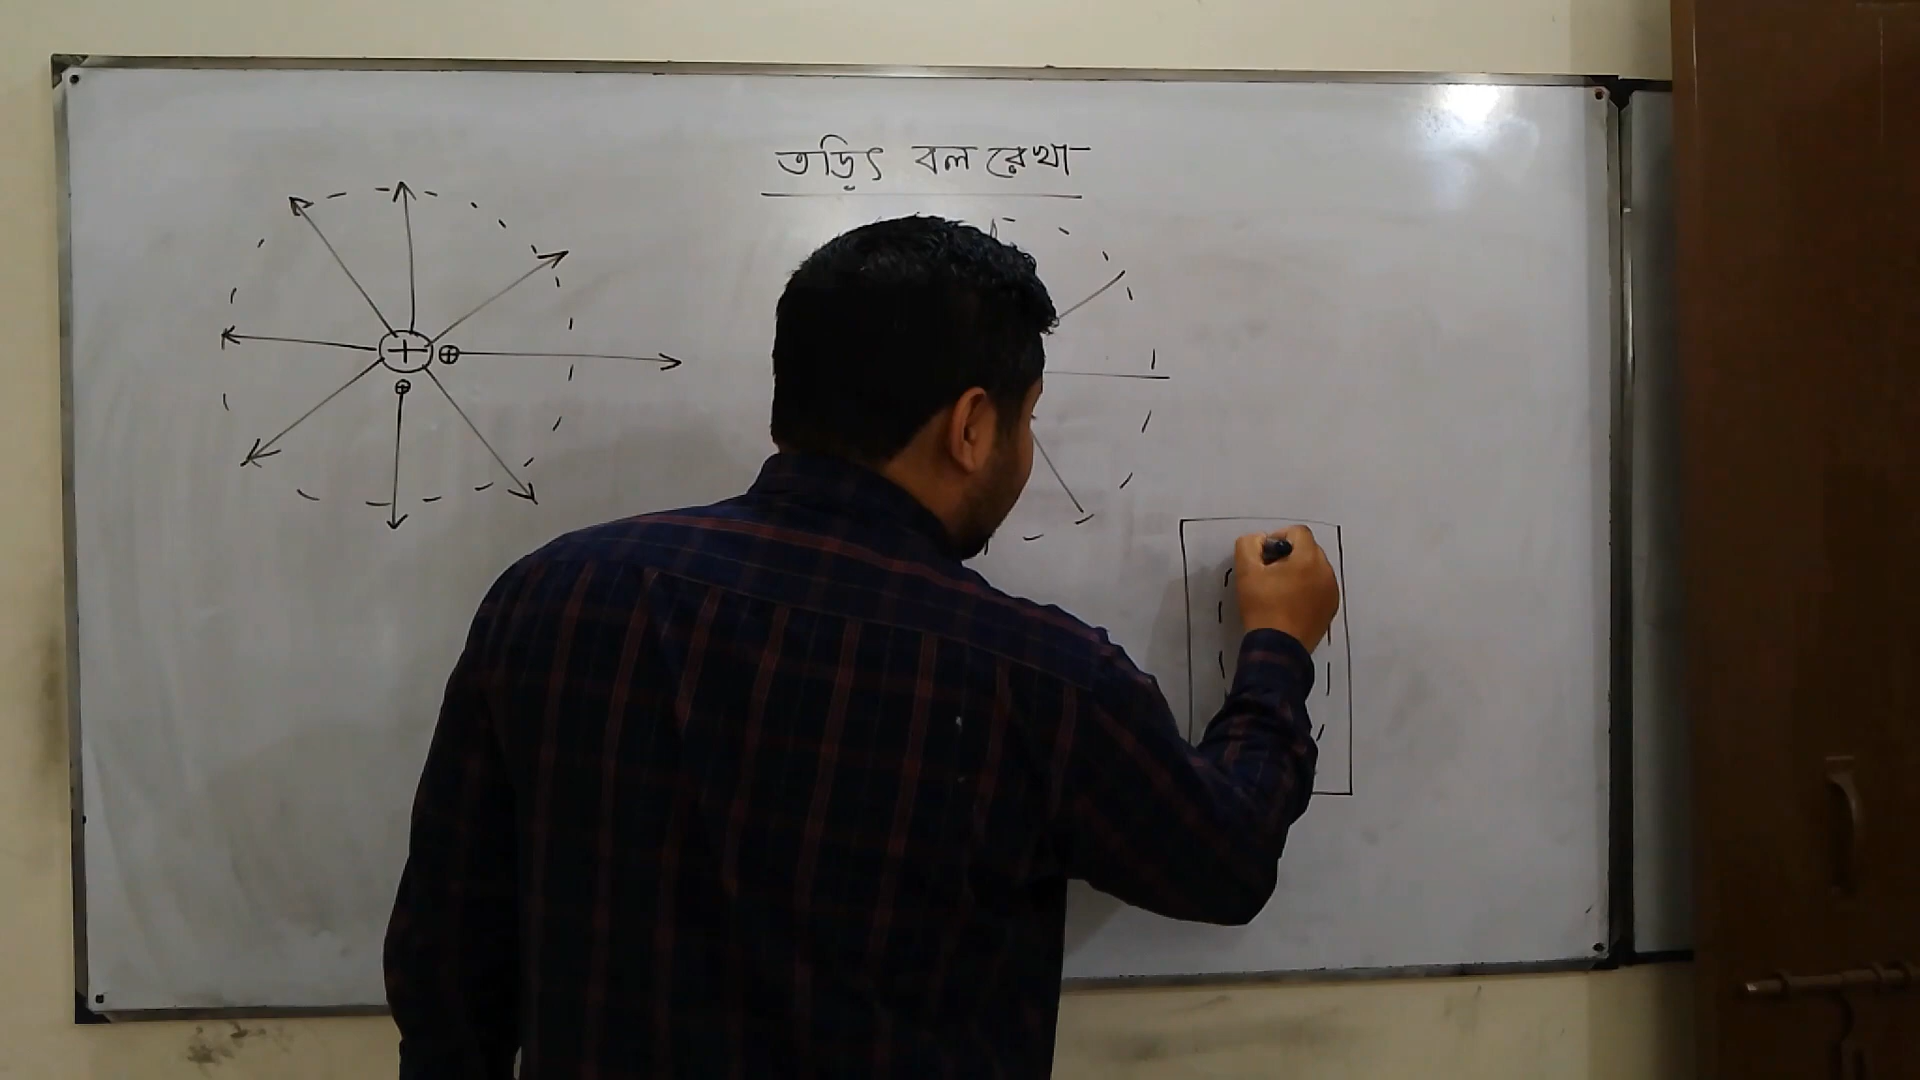 তড়িৎ বল রেখা
+
⊕
⊕